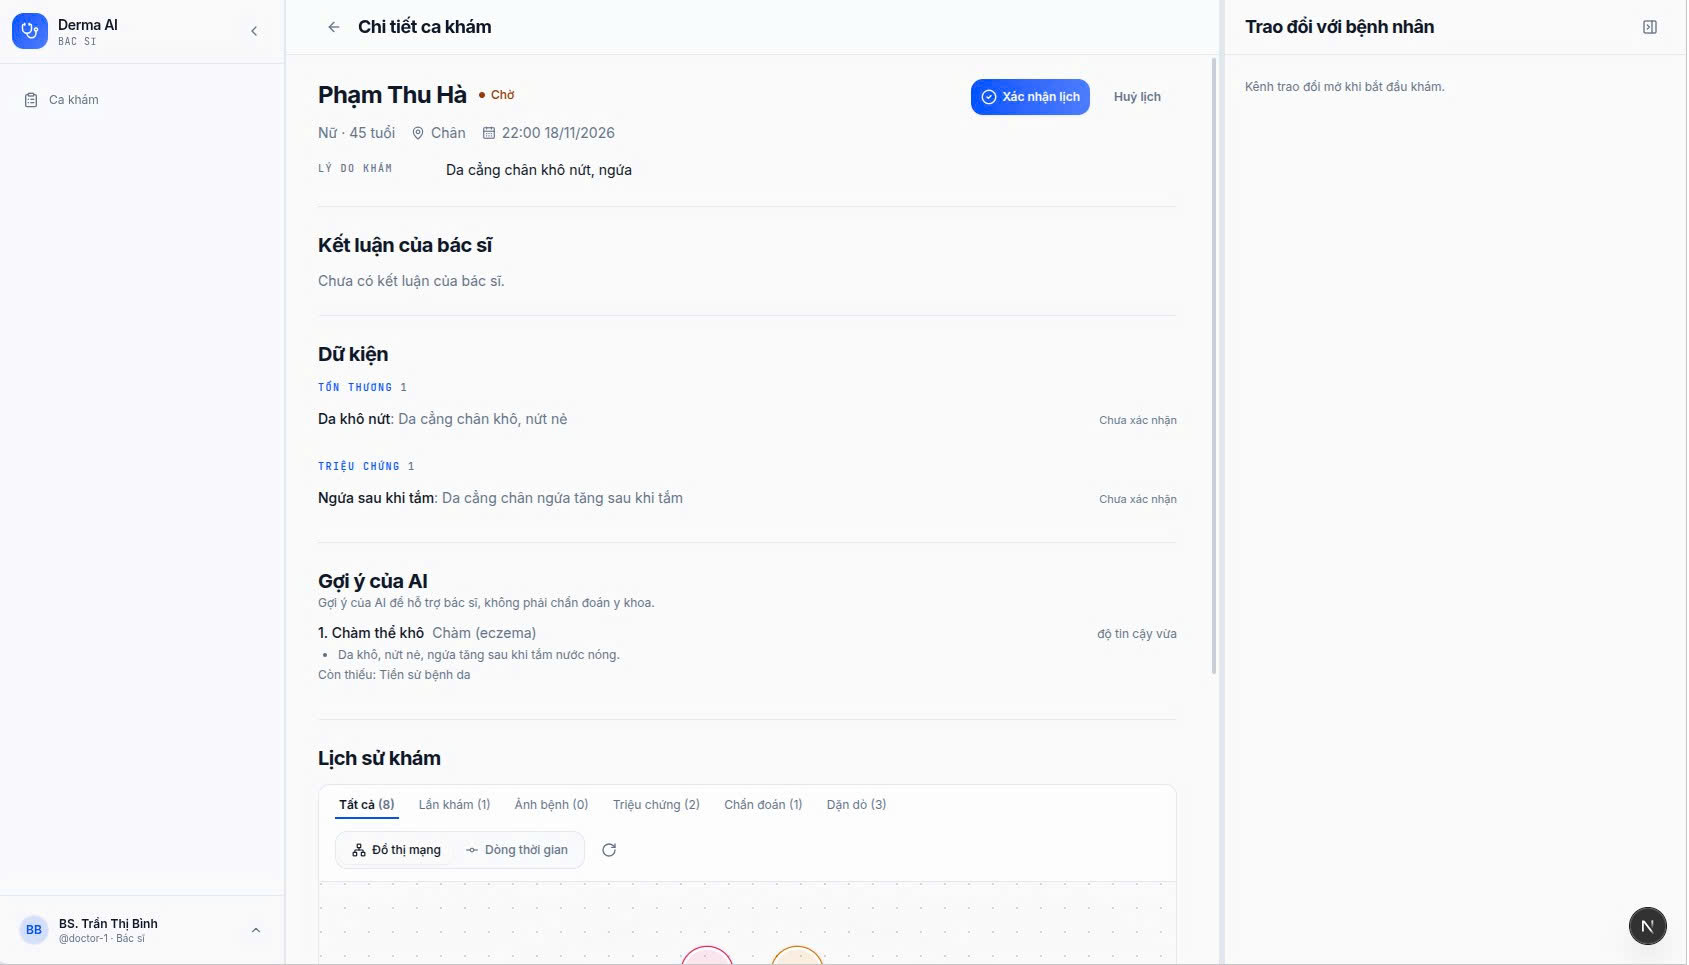 Derma AI
BÁC SĨ
Ca khám
BB
BS. Trần Thị Bình
@doctor-1 · Bác sĩ
Chi tiết ca khám
Phạm Thu Hà
Chờ
Xác nhận lịch
Huỷ lịch
Nữ · 45 tuổi
Chân
22:00 18/11/2026
LÝ DO KHÁM
Da cẳng chân khô nứt, ngứa
Kết luận của bác sĩ
Chưa có kết luận của bác sĩ.
Dữ kiện
TỔN THƯƠNG 1
Da khô nứt: Da cẳng chân khô, nứt nẻ
Chưa xác nhận
TRIỆU CHỨNG 1
Ngứa sau khi tắm: Da cẳng chân ngứa tăng sau khi tắm
Chưa xác nhận
Gợi ý của AI
Gợi ý của AI để hỗ trợ bác sĩ, không phải chẩn đoán y khoa.
1. Chàm thể khô Chàm (eczema)
độ tin cậy vừa
Da khô, nứt nẻ, ngứa tăng sau khi tắm nước nóng.
Còn thiếu: Tiền sử bệnh da
Lịch sử khám
Tất cả (8)
Lần khám (1)
Ảnh bệnh (0)
Triệu chứng (2)
Chẩn đoán (1)
Dặn dò (3)
Đồ thị mạng
Dòng thời gian
Trao đổi với bệnh nhân
Kênh trao đổi mở khi bắt đầu khám.
N